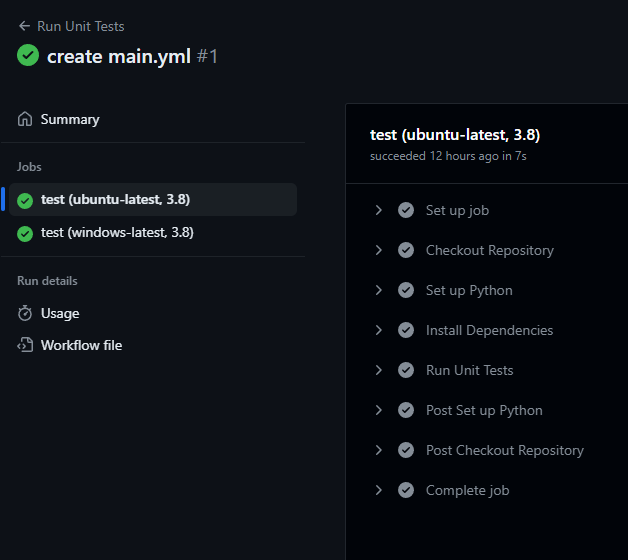 Run Unit Tests
create main.yml #1
Summary
Jobs
test (ubuntu-latest, 3.8)
test (windows-latest, 3.8)
Run details
Usage
Workflow file
test (ubuntu-latest, 3.8)
succeeded 12 hours ago in 7s
Set up job
Checkout Repository
Set up Python
Install Dependencies
Run Unit Tests
Post Set up Python
Post Checkout Repository
Complete job